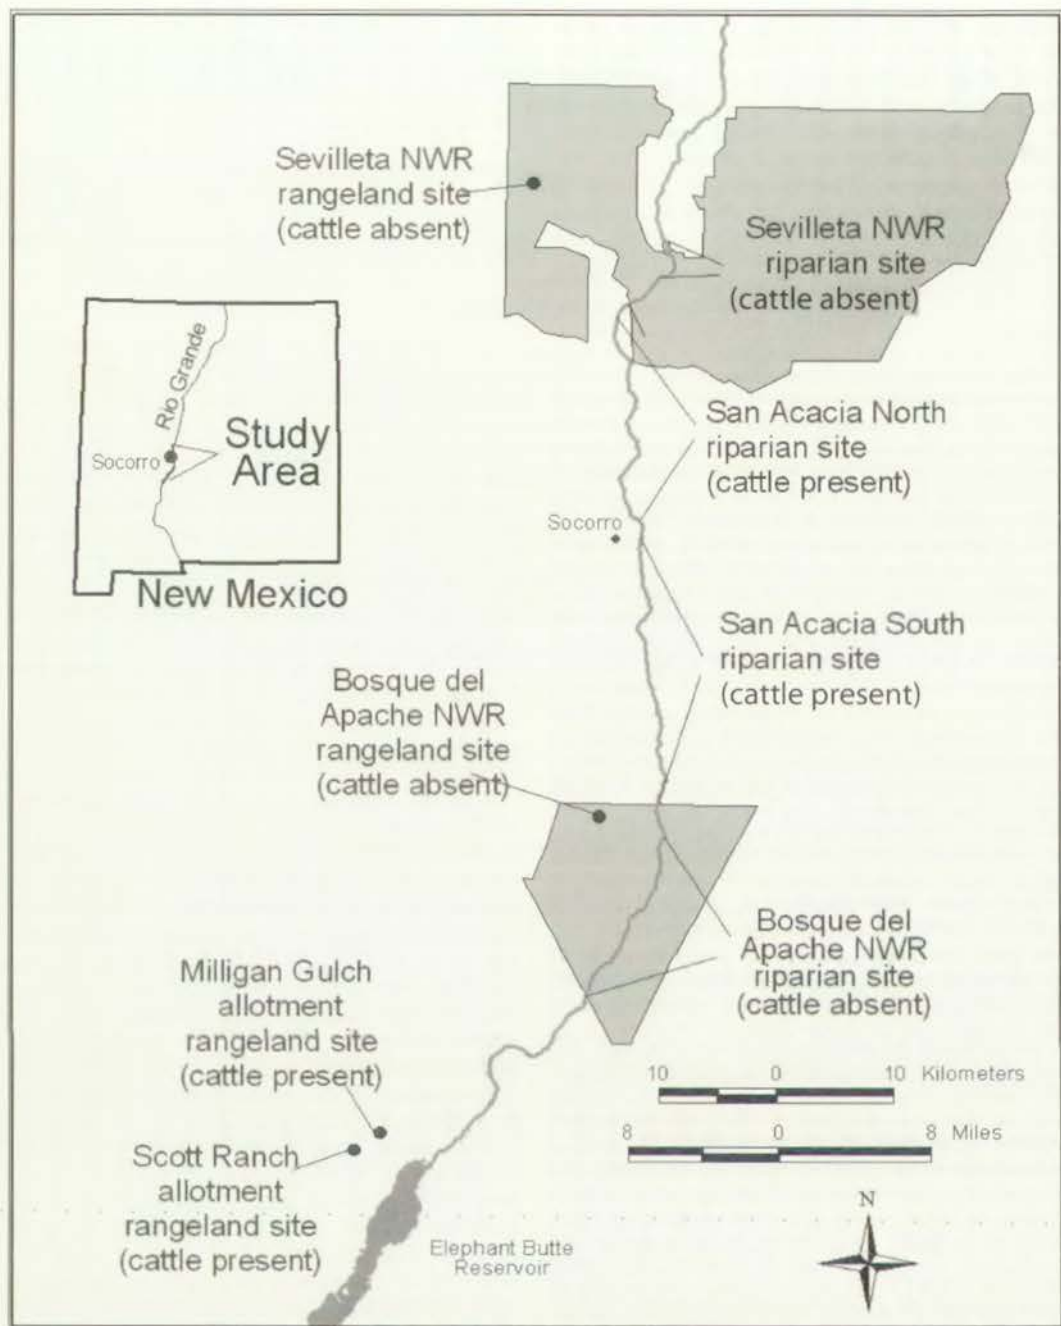 Sevilleta NWR
rangeland site
(cattle absent)
Sevilleta NWR
riparian site
(cattle absent)
Rio Grande
Study
Area
Socorro
New Mexico
San Acacia North
riparian site
(cattle present)
Socorro
San Acacia South
riparian site
(cattle present)
Bosque del
Apache NWR
rangeland site
(cattle absent)
Bosque del
Apache NWR
riparian site
(cattle absent)
Milligan Gulch
allotment
rangeland site
(cattle present)
10 0 10 Kilometers
8 0 8 Miles
Scott Ranch
allotment
rangeland site
(cattle present)
N
Elephant Butte
Reservoir